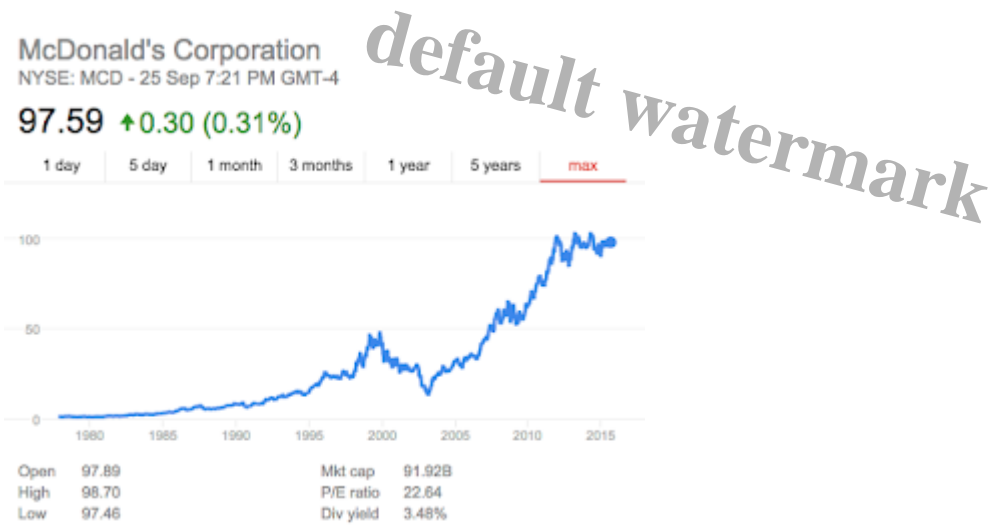 default watermark
McDonald's Corporation
NYSE: MCD - 25 Sep 7:21 PM GMT-4
97.59 ↑0.30 (0.31%)
1 day 5 day 1 month 3 months 1 year 5 years max
100
50
0
1980 1985 1990 1995 2000 2005 2010 2015
Open 97.89 Mkt cap 91.92B
High 98.70 P/E ratio 22.64
Low 97.46 Div yield 3.48%